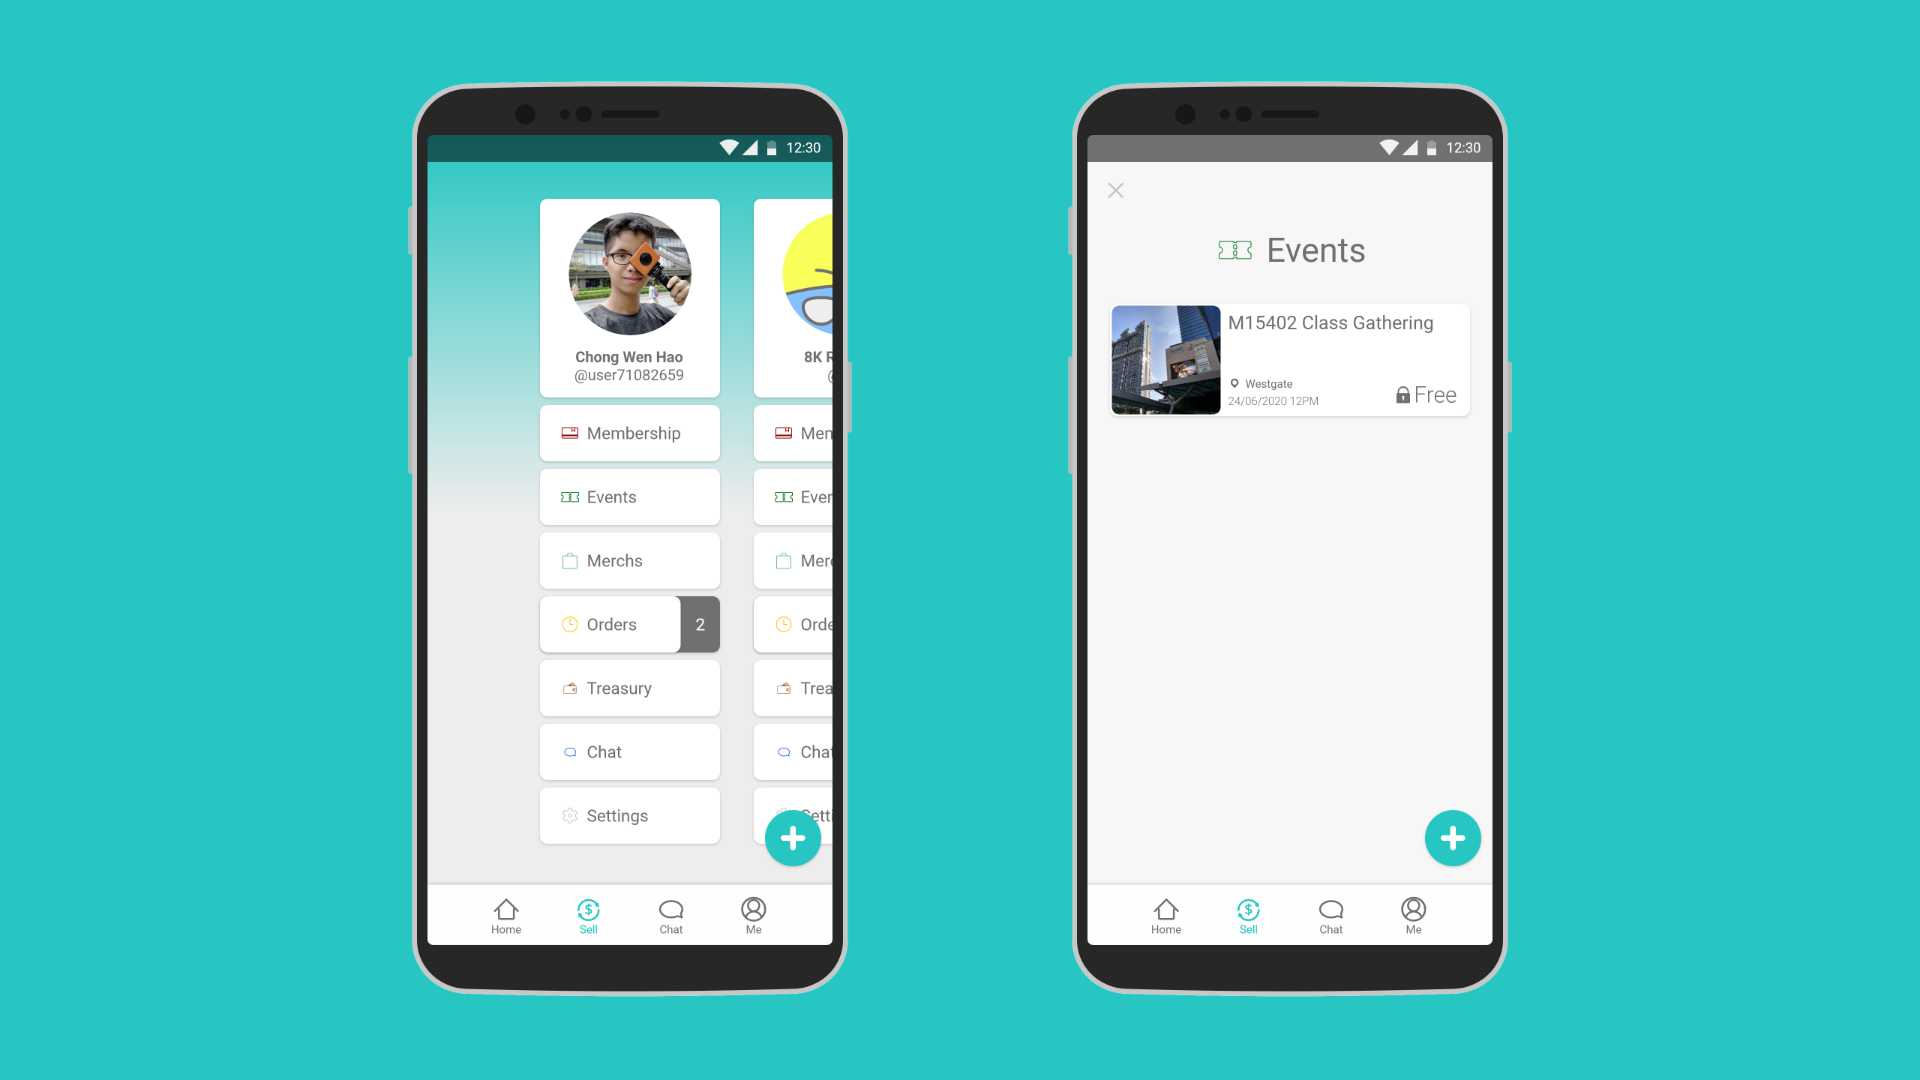 12:30
Chong Wen Hao
@user71082659
8K R
@
Membership
Mem
Events
Even
Merchs
Merc
Orders
2
Orde
Treasury
Trea
Chat
Chat
Settings
Setti
Home
Sell
Chat
Me
12:30
Events
M15402 Class Gathering
Westgate
24/06/2020 12PM
Free
Home
Sell
Chat
Me